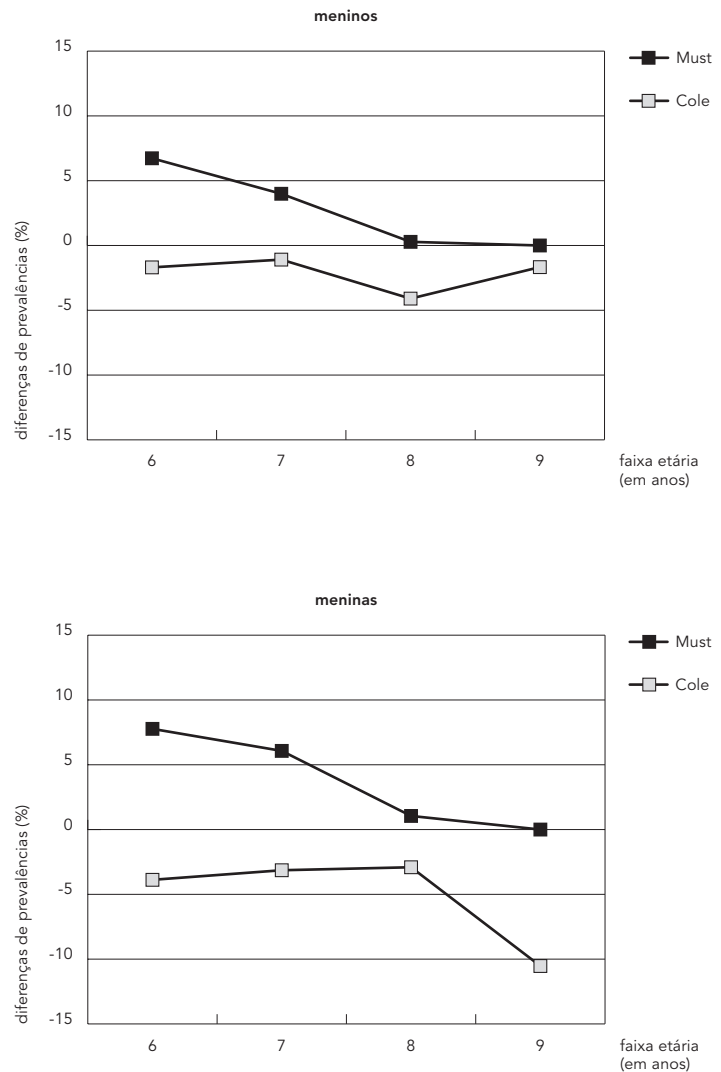 meninos
15
10
5
0
-5
-10
-15
diferenças de prevalências (%)
6 7 8 9
faixa etária
(em anos)
Must
Cole
meninas
15
10
5
0
-5
-10
-15
diferenças de prevalências (%)
6 7 8 9
faixa etária
(em anos)
Must
Cole